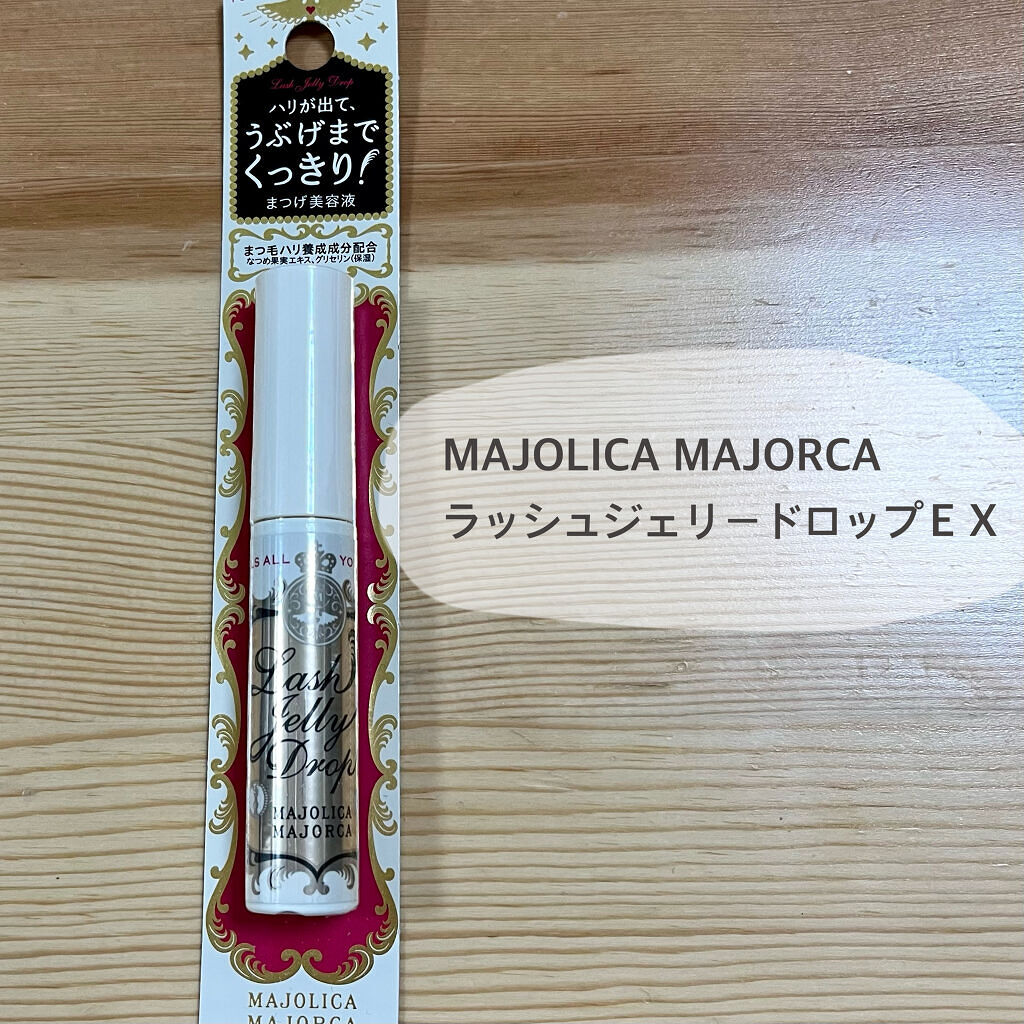 Lash Jelly Drop
ハリが出て、
うぶげまで
くっきり!
まつげ美容液
まつ毛ハリ養成成分配合
なつめ果実エキス、グリセリン(保湿)
MAJOLICA MAJORCA
ラッシュジェリードロップＥＸ
S ALL YO
Lash
Jelly
Drop
MAJOLICA
MAJORCA
MAJOLICA
MAJORCA